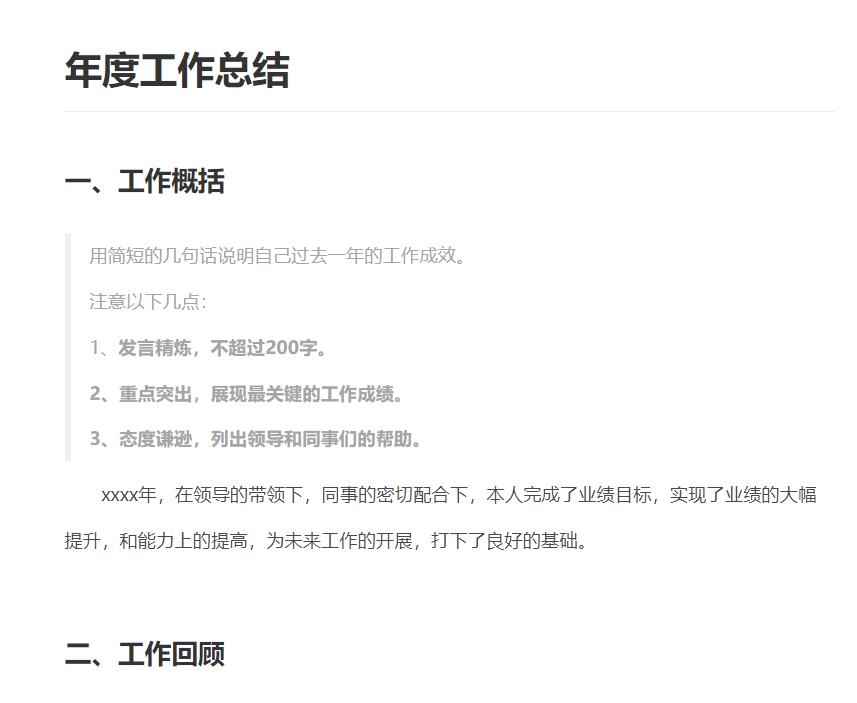 年度工作总结
一、工作概括
用简短的几句话说明自己过去一年的工作成效。
注意以下几点：
1、发言精炼，不超过200字。
2、重点突出，展现最关键的工作成绩。
3、态度谦逊，列出领导和同事们的帮助。
xxxx年，在领导的带领下，同事的密切配合下，本人完成了业绩目标，实现了业绩的大幅
提升，和能力上的提高，为未来工作的开展，打下了良好的基础。
二、工作回顾